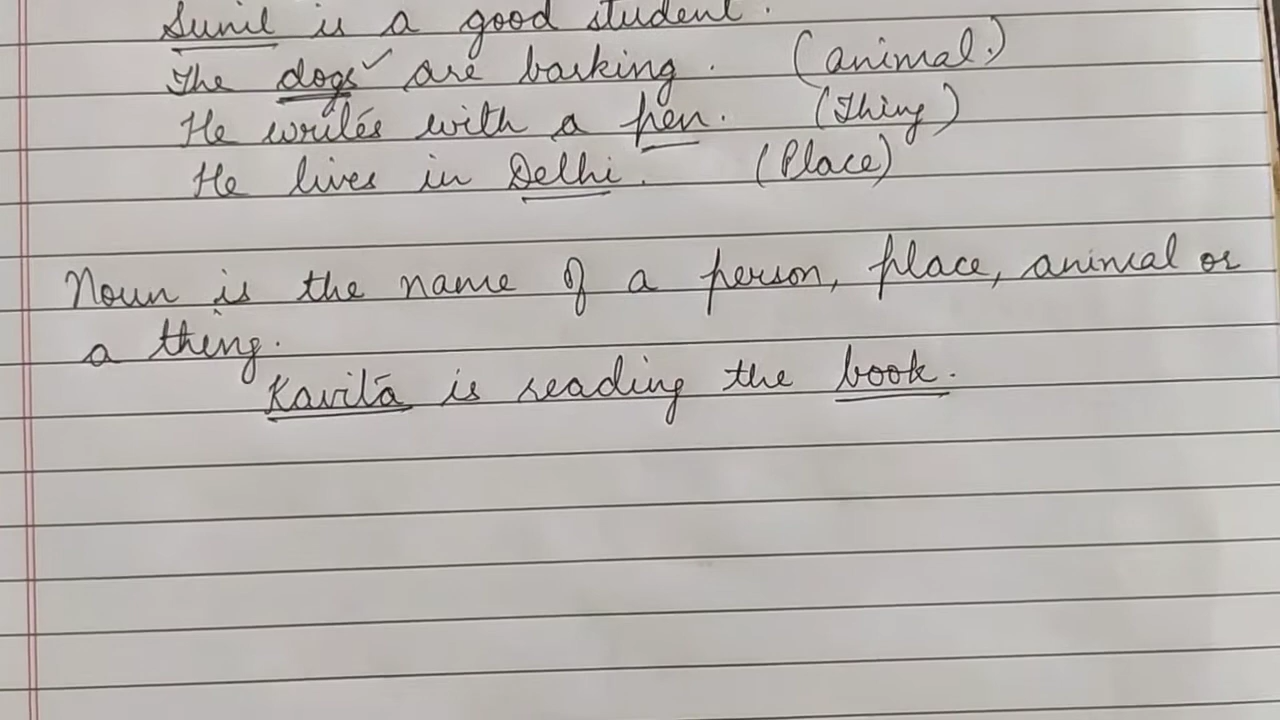 Sunil is a good student.
The dogs are barking. (animal.)
He writes with a pen. (Thing)
He lives in Delhi. (Place)
Noun is the name of a person, place, animal or
a thing.
Kavita is reading the book.